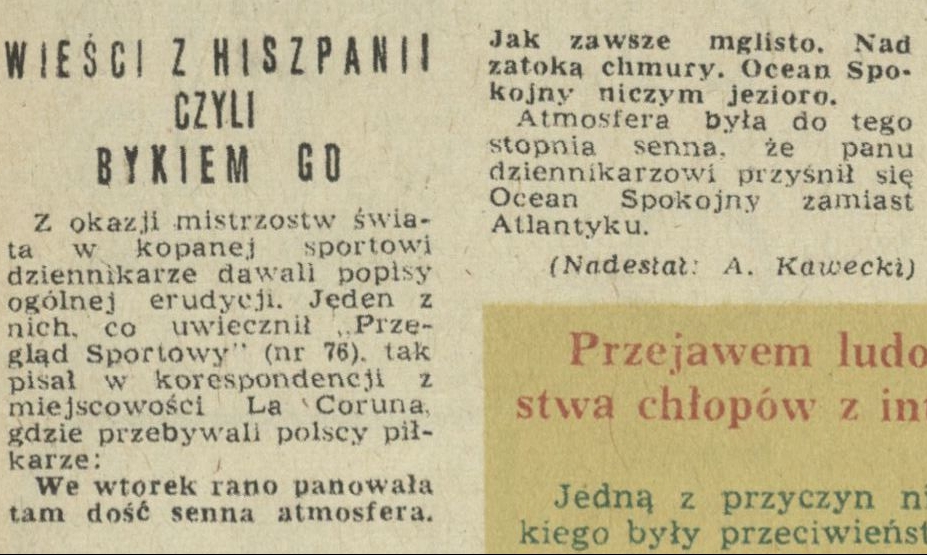 WIEŚCI Z HISZPANII
CZYLI
BYKIEM GO
Z okazji mistrzostw świa-
ta w kopanej sportowi
dziennikarze dawali popisy
ogólnej erudycji. Jeden z
nich, co uwiecznił „Prze-
gląd Sportowy" (nr 76), tak
pisał w korespondencji z
miejscowości La Coruna,
gdzie przebywali polscy pił-
karze:
We wtorek rano panowała
tam dość senna atmosfera.
Jak zawsze mglisto. Nad
zatoką chmury. Ocean Spo-
kojny niczym jezioro.
Atmosfera była do tego
stopnia senna, że panu
dziennikarzowi przyśnił się
Ocean Spokojny zamiast
Atlantyku.
(Nadesłał: A. Kawecki)
Przejawem ludo
stwa chłopów z in
Jedną z przyczyn ni
kiego były przeciwieńst